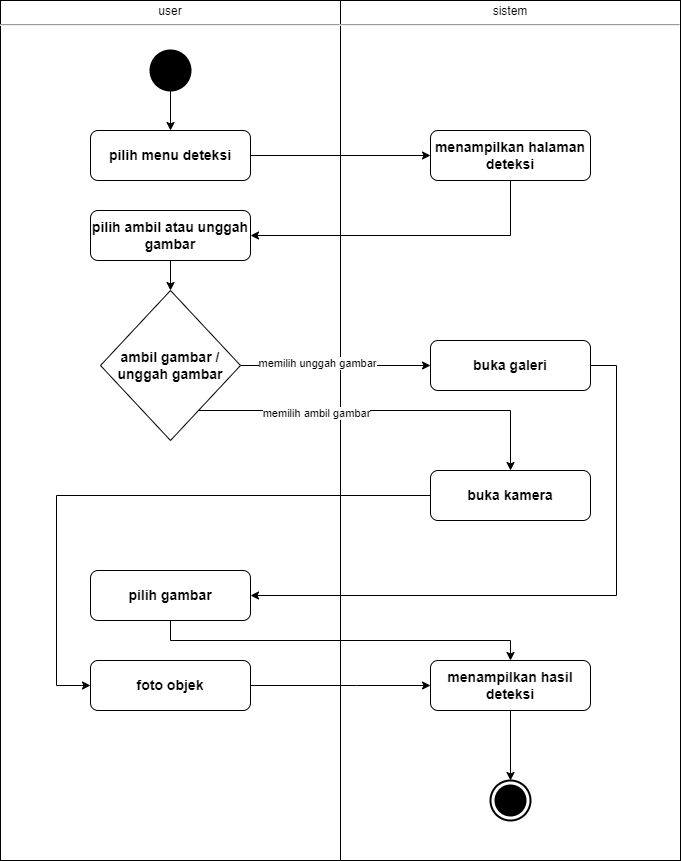 user
sistem
pilih menu deteksi
menampilkan halaman
deteksi
pilih ambil atau unggah
gambar
ambil gambar /
unggah gambar
memilih unggah gambar
buka galeri
memilih ambil gambar
buka kamera
pilih gambar
foto objek
menampilkan hasil
deteksi